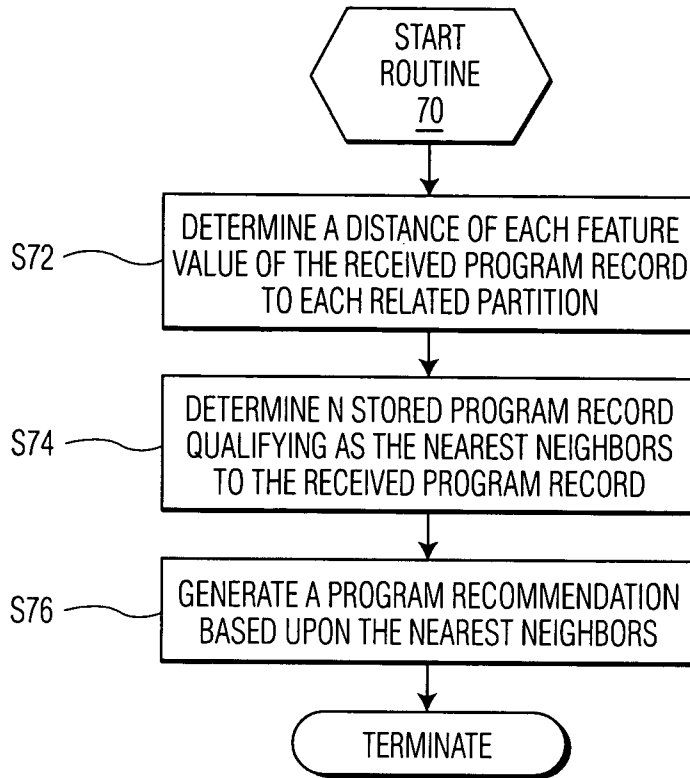 START
ROUTINE
70
S72
DETERMINE A DISTANCE OF EACH FEATURE
VALUE OF THE RECEIVED PROGRAM RECORD
TO EACH RELATED PARTITION
S74
DETERMINE N STORED PROGRAM RECORD
QUALIFYING AS THE NEAREST NEIGHBORS
TO THE RECEIVED PROGRAM RECORD
S76
GENERATE A PROGRAM RECOMMENDATION
BASED UPON THE NEAREST NEIGHBORS
TERMINATE